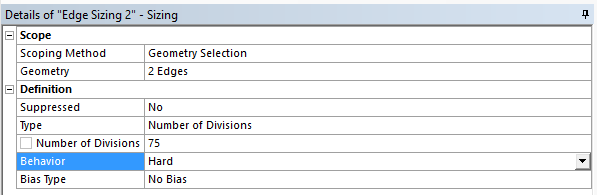 Details of "Edge Sizing 2" - Sizing
Scope
Scoping Method Geometry Selection
Geometry 2 Edges
Definition
Suppressed No
Type Number of Divisions
Number of Divisions 75
Behavior Hard
Bias Type No Bias